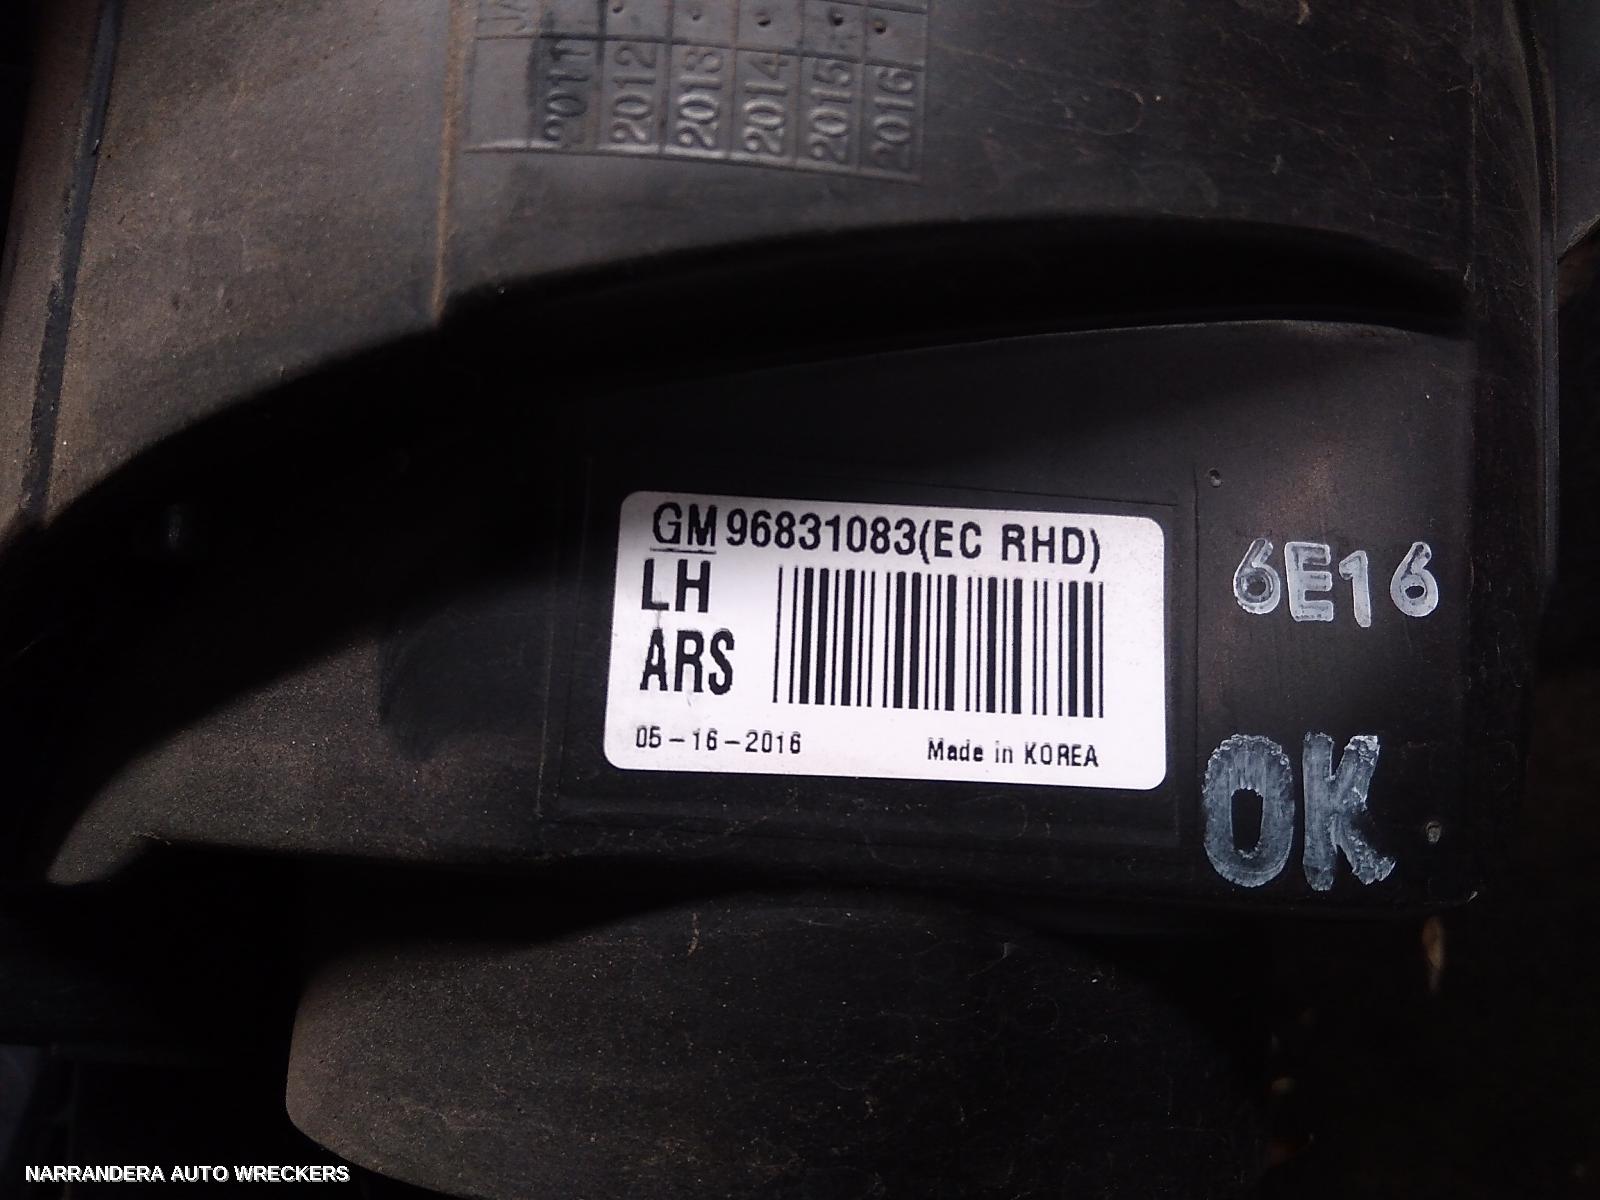 2011
2012
2013
2014
2015
2016
GM 96831083(EC RHD)
LH
ARS
05-16-2016
Made in KOREA
6E16
OK
NARRANDERA AUTO WRECKERS